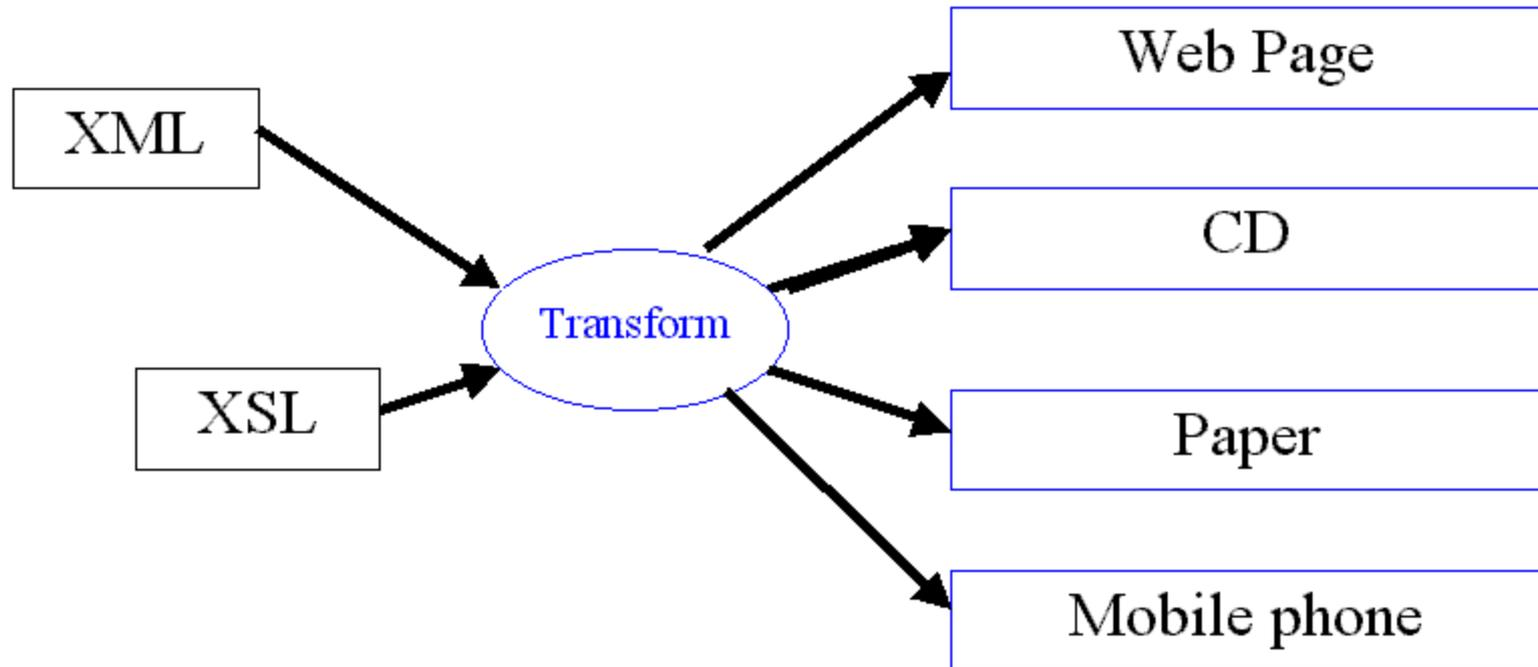 XML
XSL
Transform
Web Page
CD
Paper
Mobile phone